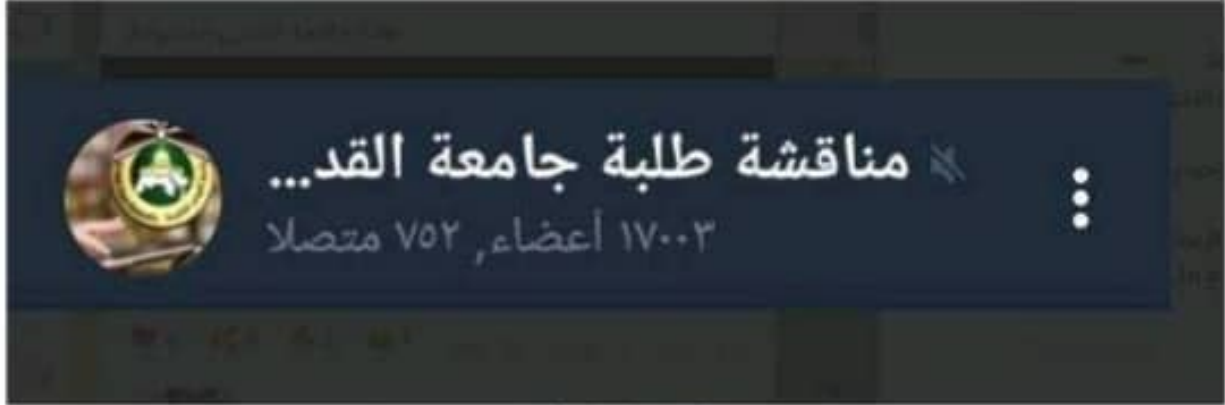 مناقشة طلبة جامعة القد...
١٧٠٠٣ أعضاء, ٧٥٢ متصلا